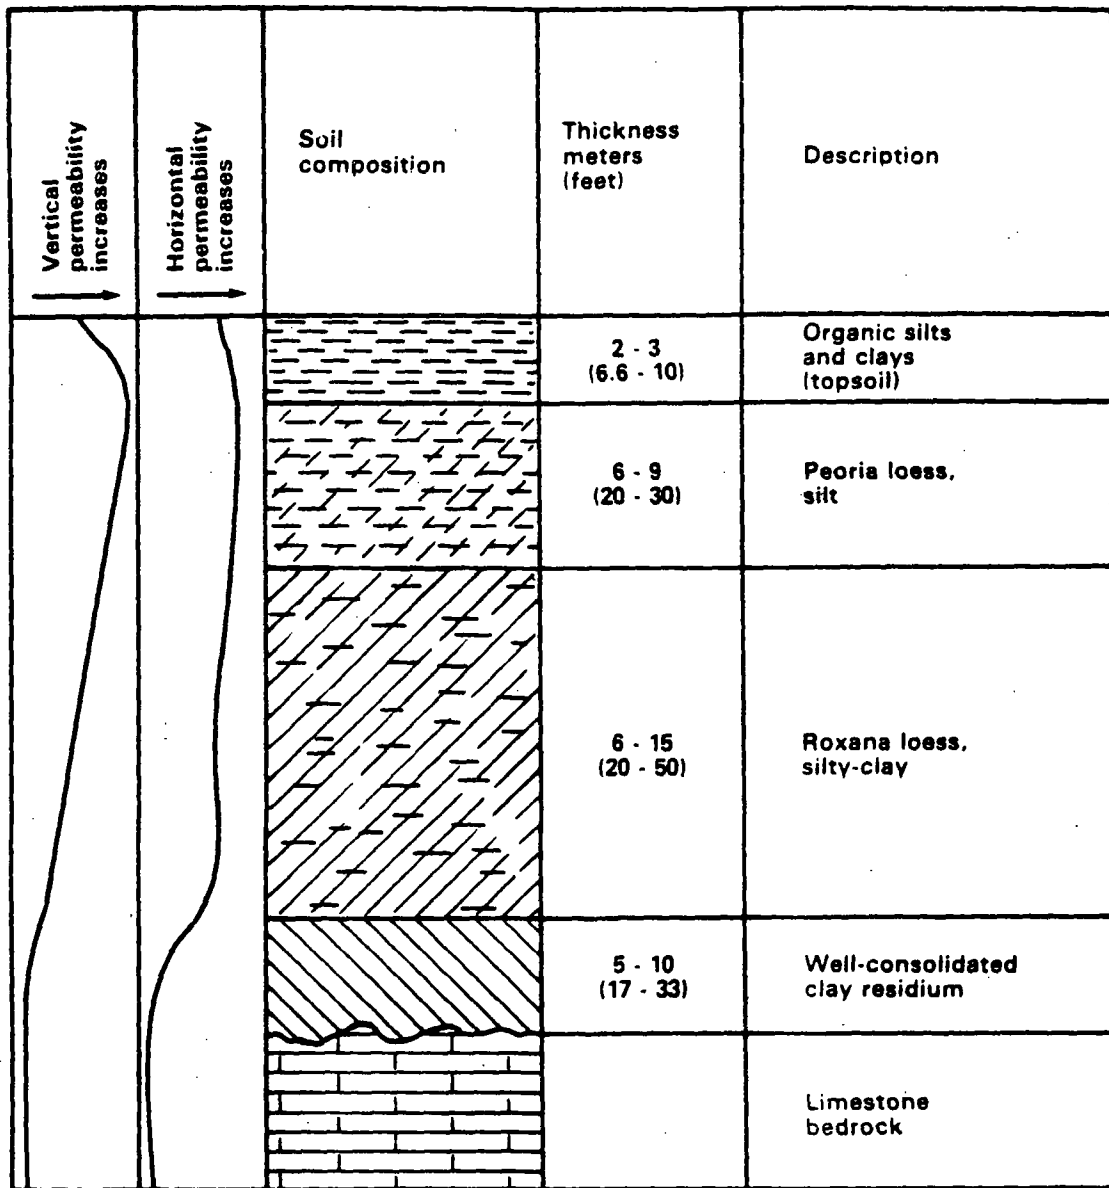 Vertical
permeability
increases
Horizontal
permeability
increases
Soil
composition
Thickness
meters
(feet)
Description
2 - 3
(6.6 - 10)
Organic silts
and clays
(topsoil)
6 - 9
(20 - 30)
Peoria loess,
silt
6 - 15
(20 - 50)
Roxana loess,
silty-clay
5 - 10
(17 - 33)
Well-consolidated
clay residium
Limestone
bedrock